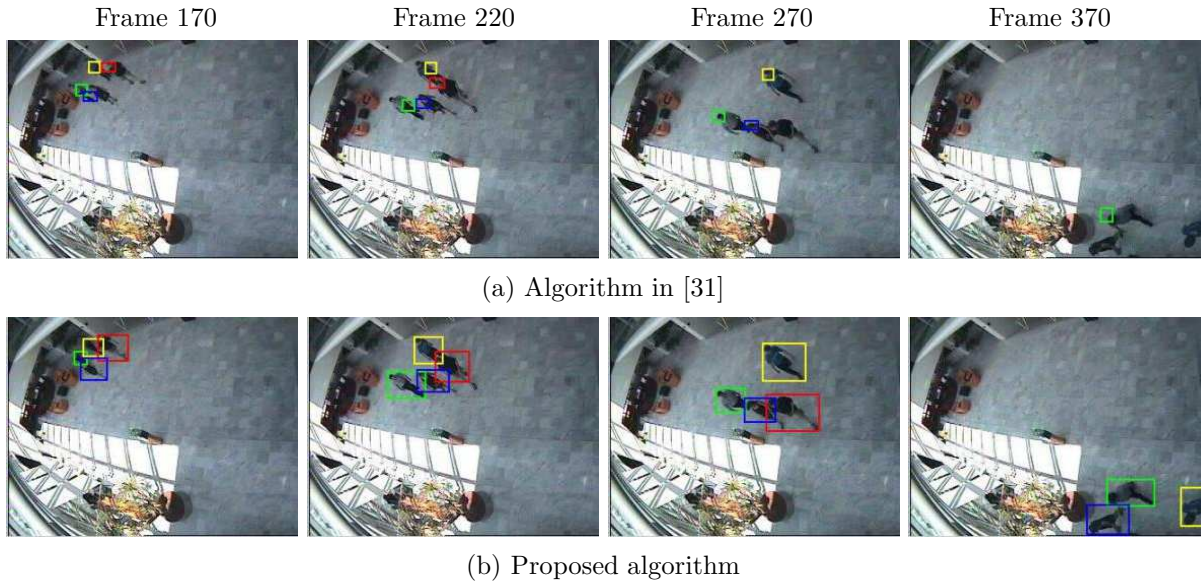 Frame 170
Frame 220
Frame 270
Frame 370
(a) Algorithm in [31]
(b) Proposed algorithm